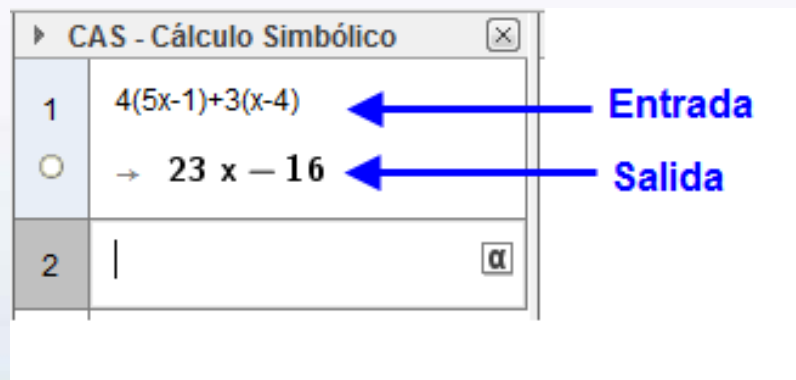 CAS - Cálculo Simbólico
1 4(5x-1)+3(x-4) Entrada
→ 23 x – 16 Salida
2 α